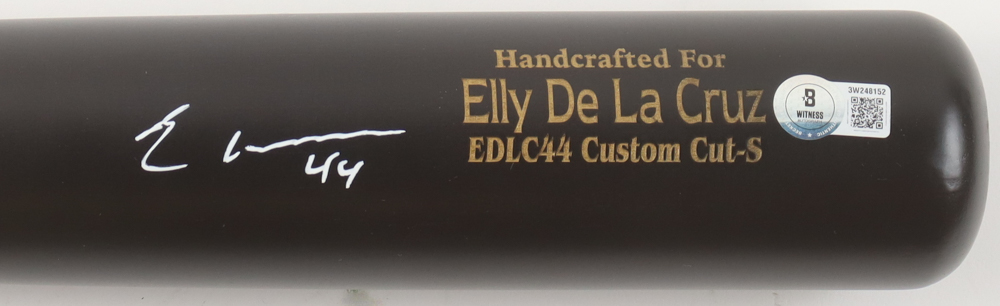 Handcrafted For
Elly De La Cruz
EDLC44 Custom Cut-S
44
B
WITNESS
3W248152